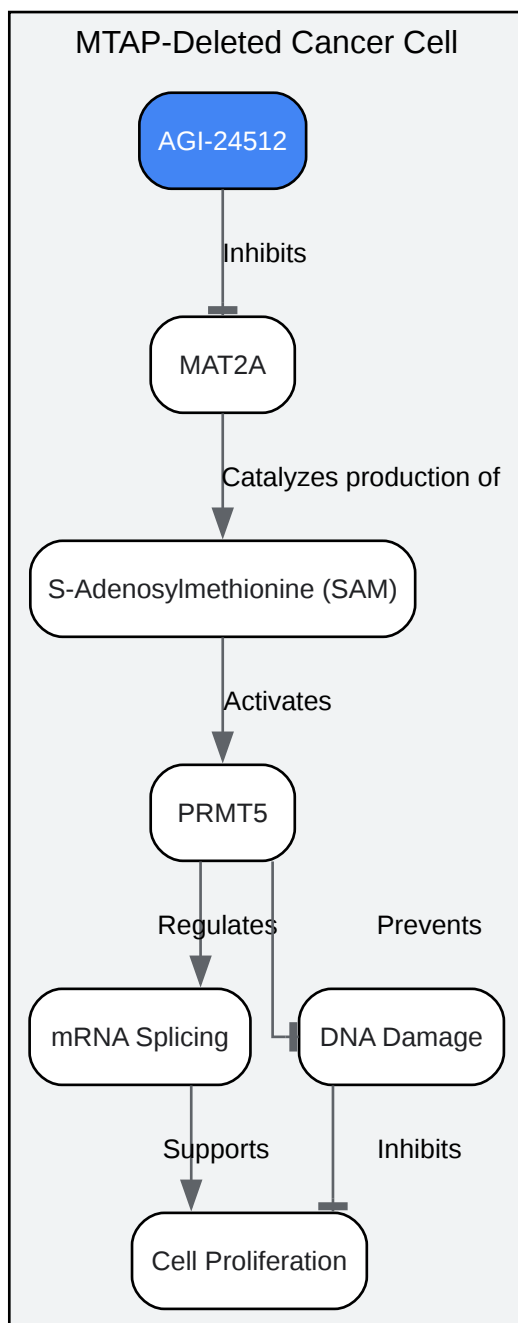 MTAP-Deleted Cancer Cell
AGI-24512
Inhibits
MAT2A
Catalyzes production of
S-Adenosylmethionine (SAM)
Activates
PRMT5
Regulates
Prevents
mRNA Splicing
DNA Damage
Supports
Inhibits
Cell Proliferation